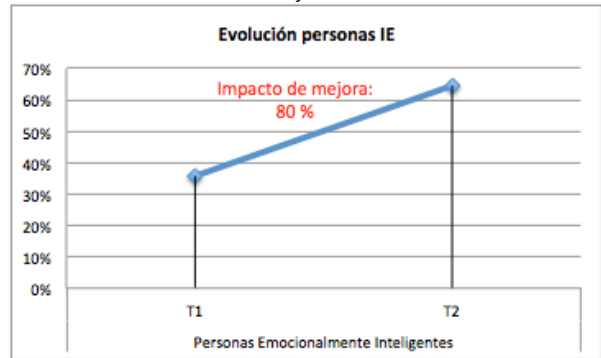 Evolución personas IE
70%
60%
50%
40%
30%
20%
10%
0%
Impacto de mejora:
80 %
T1
T2
Personas Emocionalmente Inteligentes